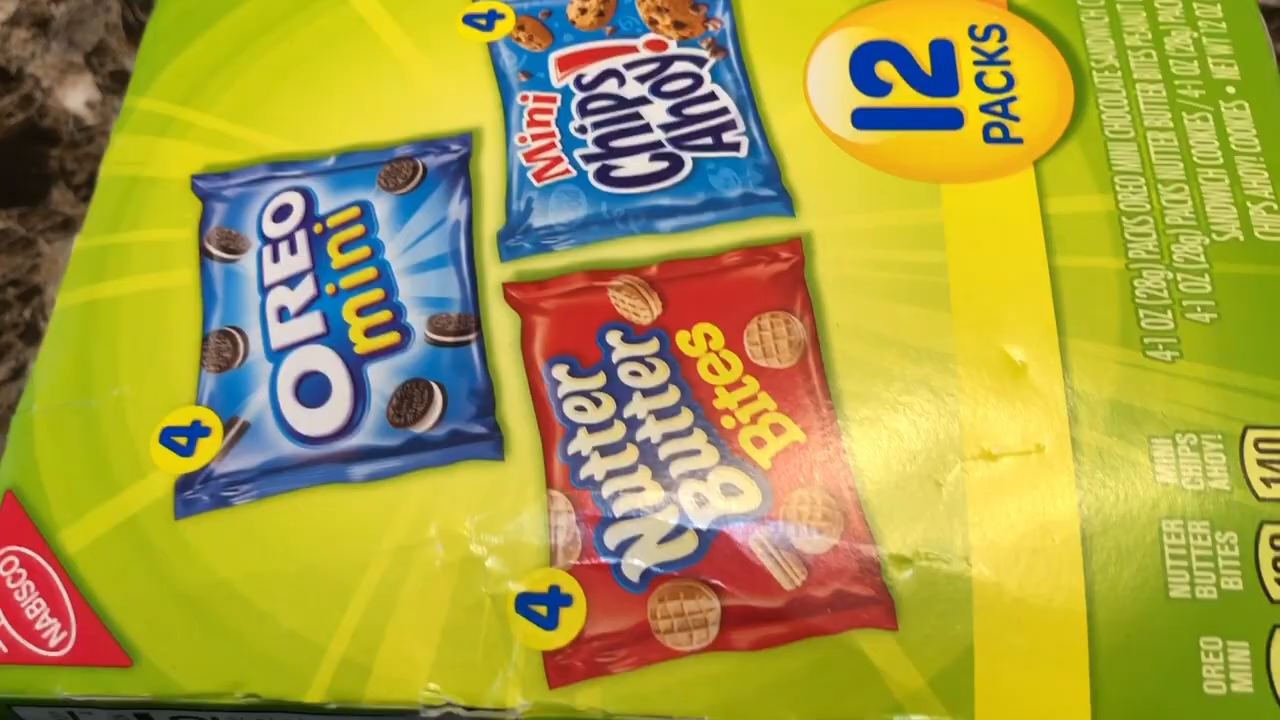 NABISCO
4
OREO
mini
4
Mini
Chips
Ahoy!
4
Nutter
Butter
Bites
12
PACKS
4-1 OZ (28g) PACKS OREO MINI CHOCOLATE SANDWICH
4-1 OZ (28g) PACKS NUTTER BUTTER BITES PEANUT
SANDWICH COOKIES / 4-1 OZ (28g)
CHIPS AHOY! COOKIES • NET WT 12 OZ
OREO
MINI
NUTTER
BUTTER
BITES
MINI
CHIPS
AHOY!
140